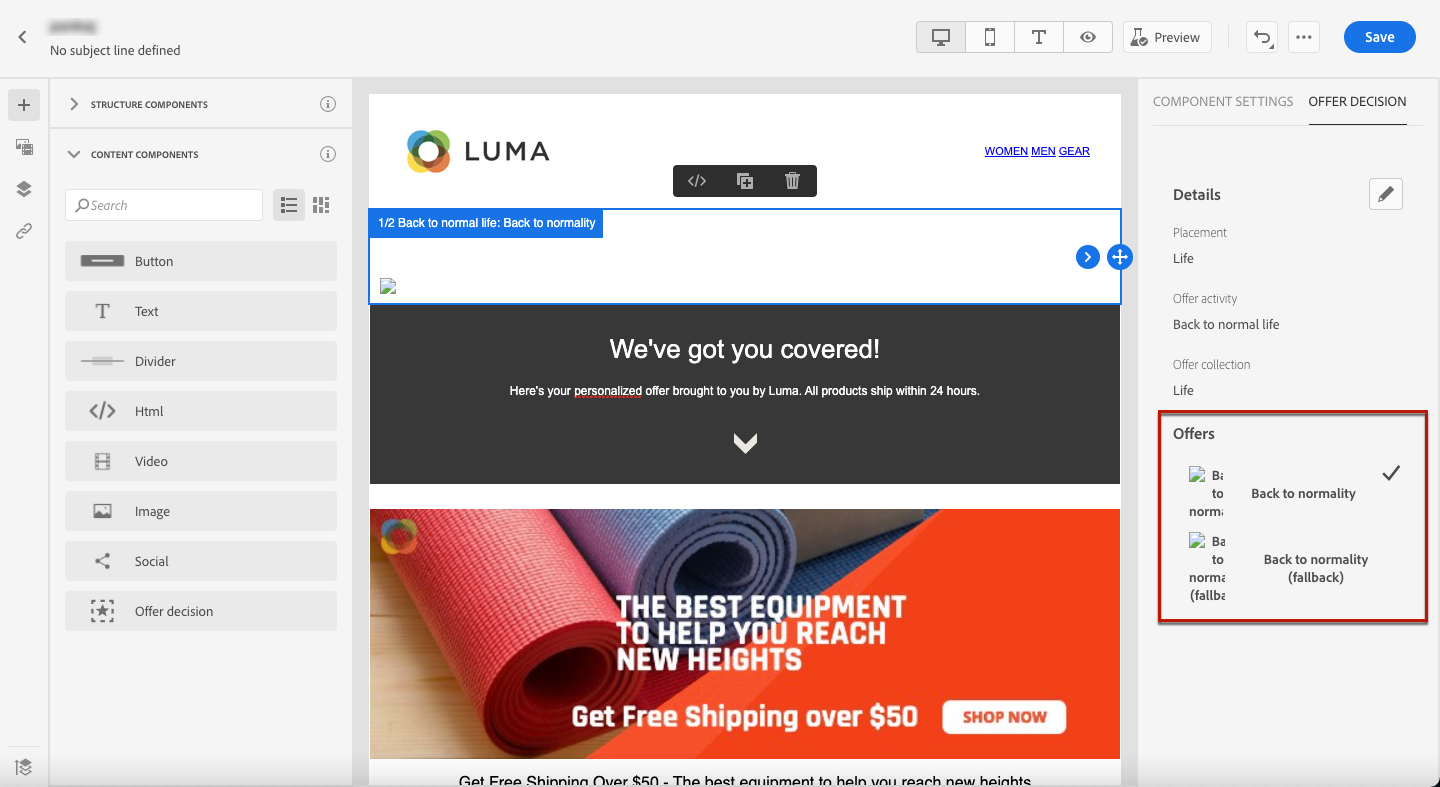 No subject line defined
Preview
Save
STRUCTURE COMPONENTS
CONTENT COMPONENTS
Search
Button
Text
Divider
Html
Video
Image
Social
Offer decision
LUMA
WOMEN MEN GEAR
1/2 Back to normal life: Back to normality
We've got you covered!
Here's your personalized offer brought to you by Luma. All products ship within 24 hours.
THE BEST EQUIPMENT
TO HELP YOU REACH
NEW HEIGHTS
Get Free Shipping over $50
SHOP NOW
Get Free Shipping Over $50 - The best equipment to help you reach new heights
COMPONENT SETTINGS
OFFER DECISION
Details
Placement
Life
Offer activity
Back to normal life
Offer collection
Life
Offers
Ba
to
norma
Back to normality
Ba
to
norma
(fallba
Back to normality
(fallback)